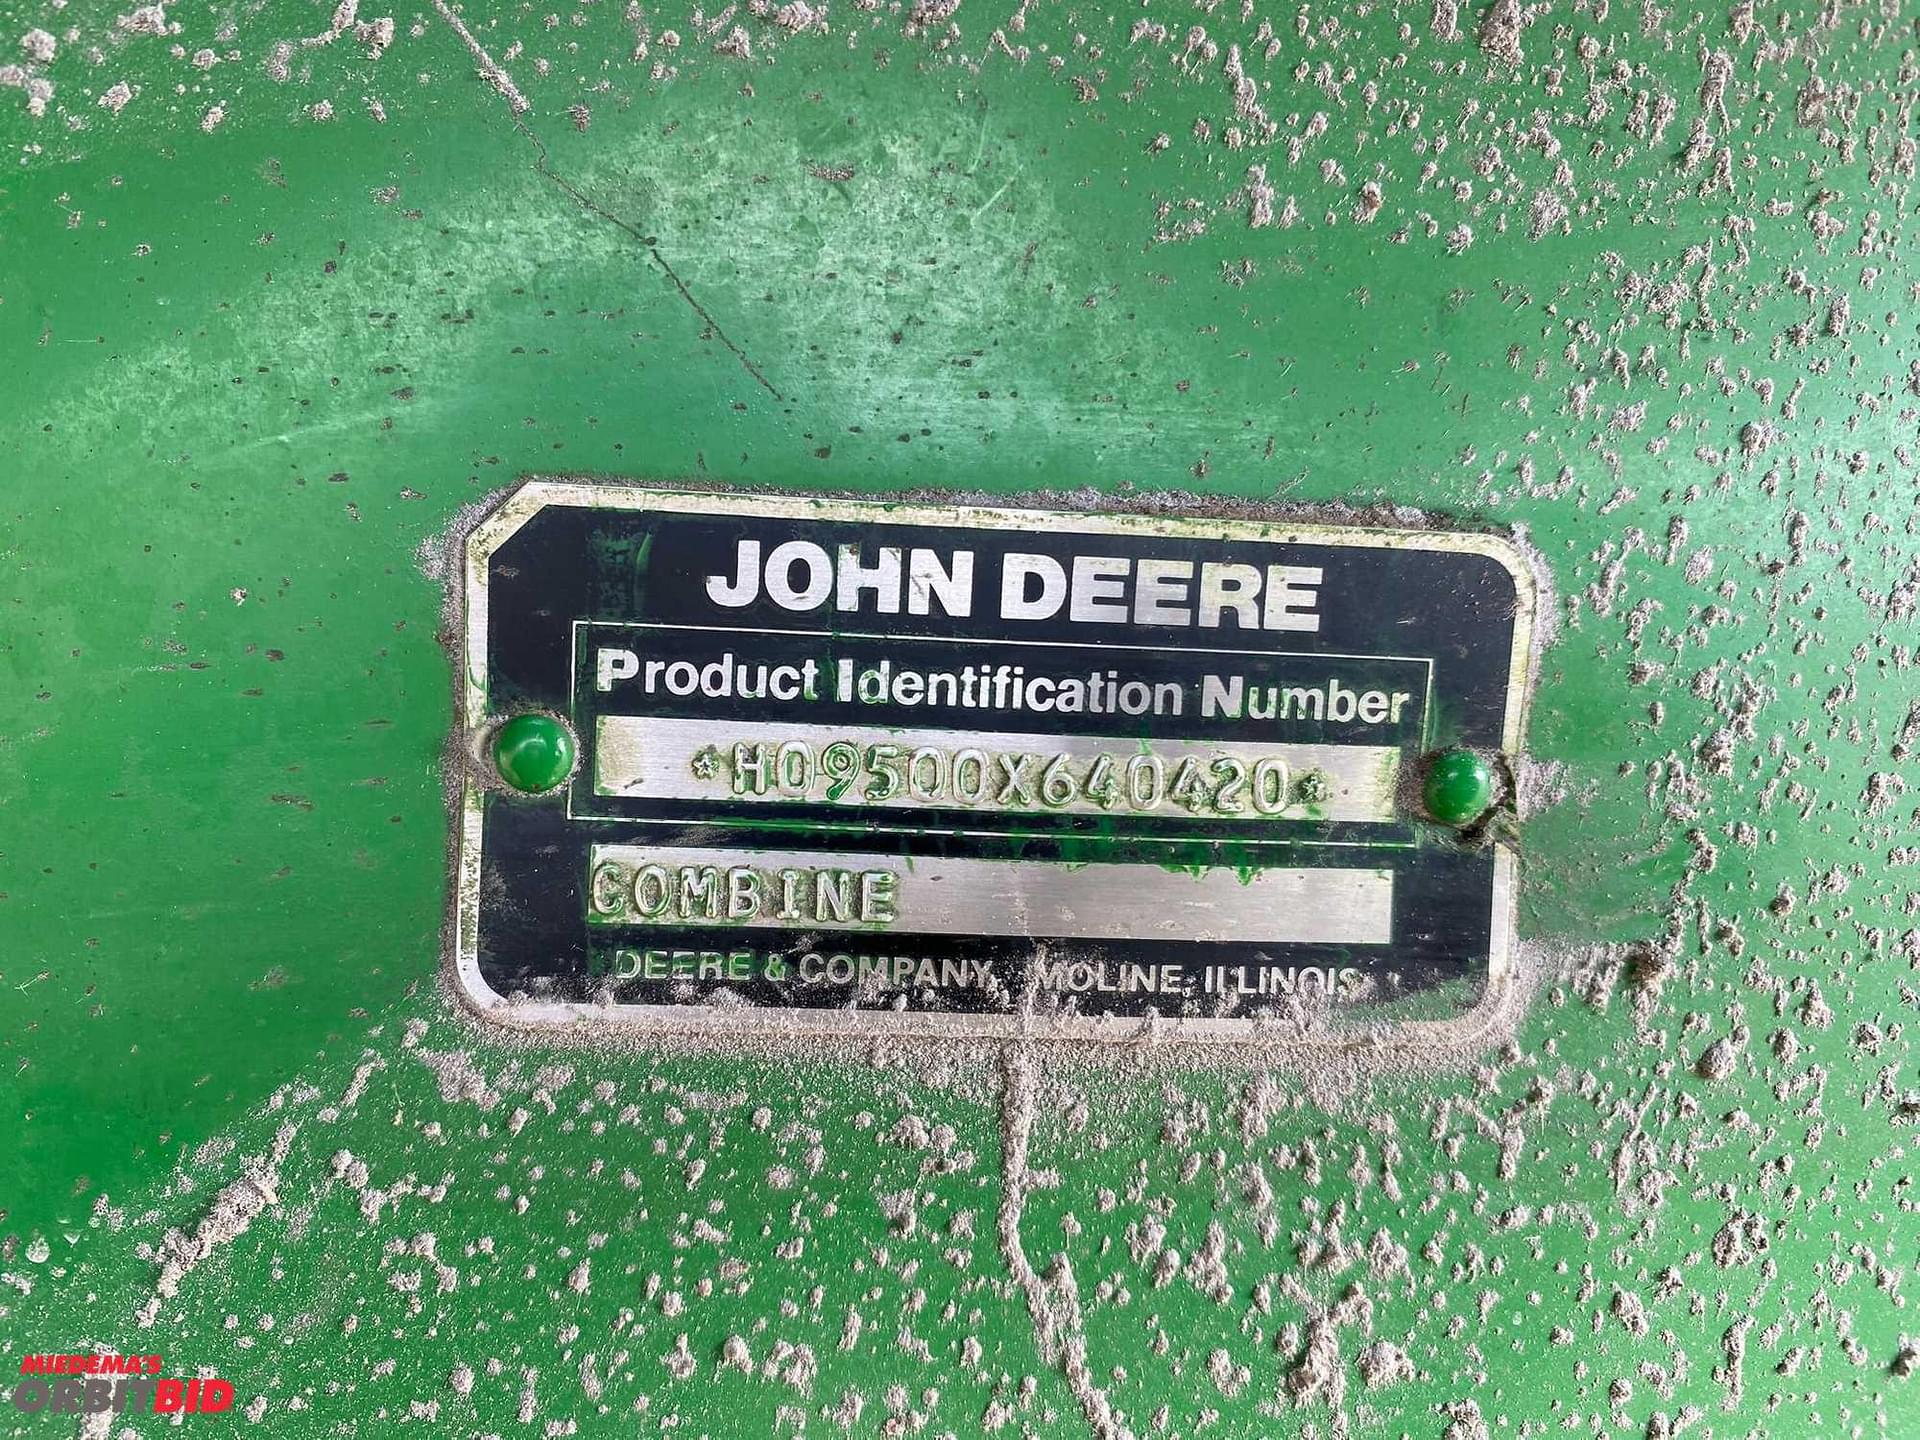 JOHN DEERE
Product Identification Number
*H09500X640420*
COMBINE
DEERE & COMPANY, MOLINE, ILLINOIS
MIEDEMA'S
ORBITBID